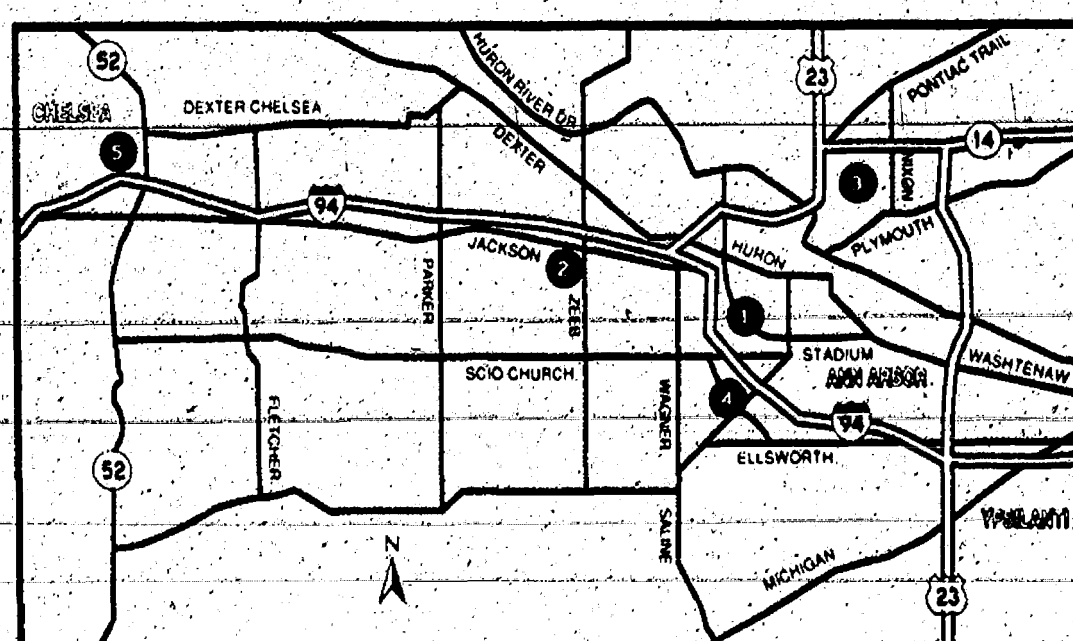 52
23
HURON RIVER DR.
PONTIAC TRAIL
CHELSEA
DEXTER CHELSEA
DEXTER
14
5
NIXON
3
94
PLYMOUTH
JACKSON
HURON
2
PARKER
ZEEB
1
STADIUM
WASHTENAW
SCIO CHURCH
ANN ARBOR
WAGNER
4
FLETCHER
94
ELLSWORTH
52
SALINE
YPSILANTI
N
MICHIGAN
23